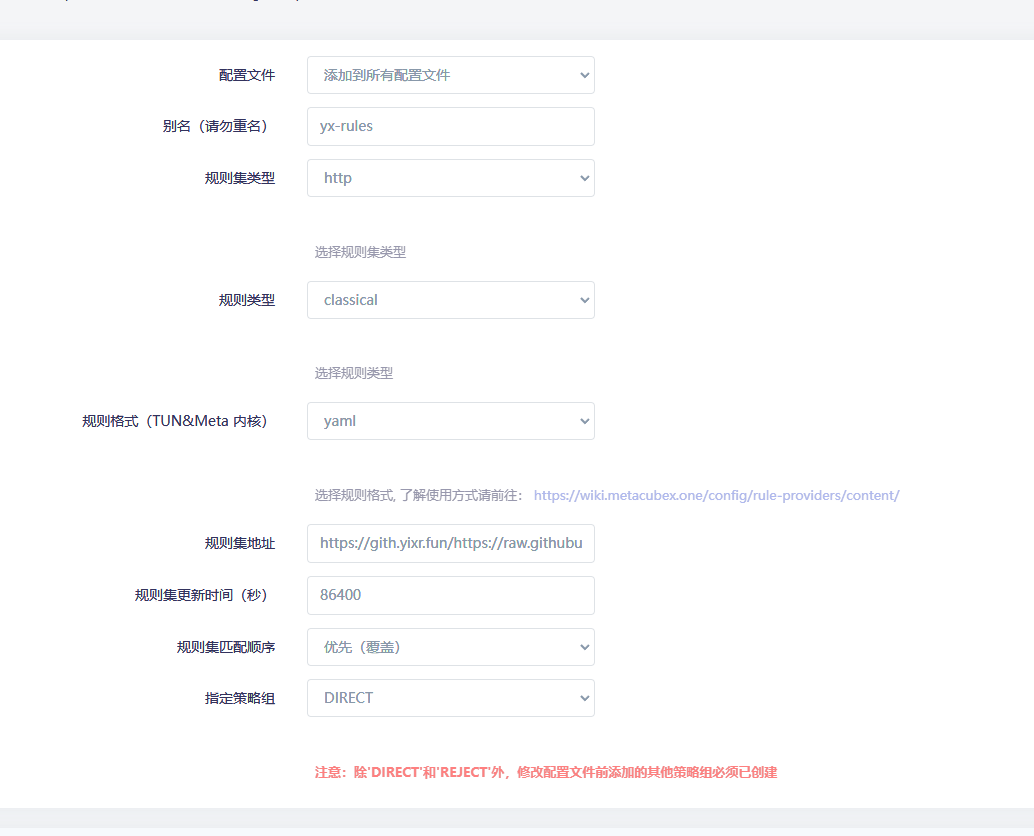 配置文件 添加到所有配置文件
别名（请勿重名） yx-rules
规则集类型 http
选择规则集类型
规则类型 classical
选择规则类型
规则格式（TUN&Meta 内核） yaml
选择规则格式, 了解使用方式请前往： https://wiki.metacubex.one/config/rule-providers/content/
规则集地址 https://gith.yixr.fun/https://raw.githubu
规则集更新时间（秒） 86400
规则集匹配顺序 优先（覆盖）
指定策略组 DIRECT
注意：除'DIRECT'和'REJECT'外，修改配置文件前添加的其他策略组必须已创建